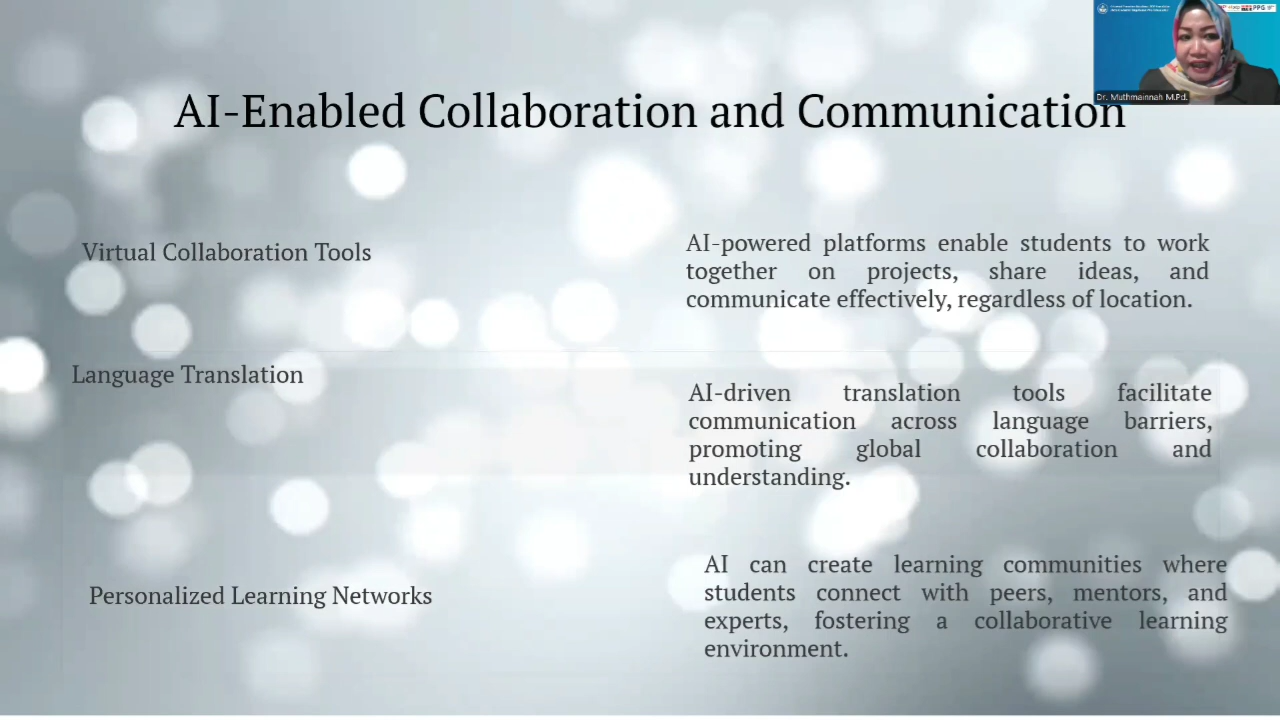 AI-Enabled Collaboration and Communication
Dr. Muthmainnah M.Pd.
PPG
Virtual Collaboration Tools
AI-powered platforms enable students to work
together on projects, share ideas, and
communicate effectively, regardless of location.
Language Translation
AI-driven translation tools facilitate
communication across language barriers,
promoting global collaboration and
understanding.
Personalized Learning Networks
AI can create learning communities where
students connect with peers, mentors, and
experts, fostering a collaborative learning
environment.